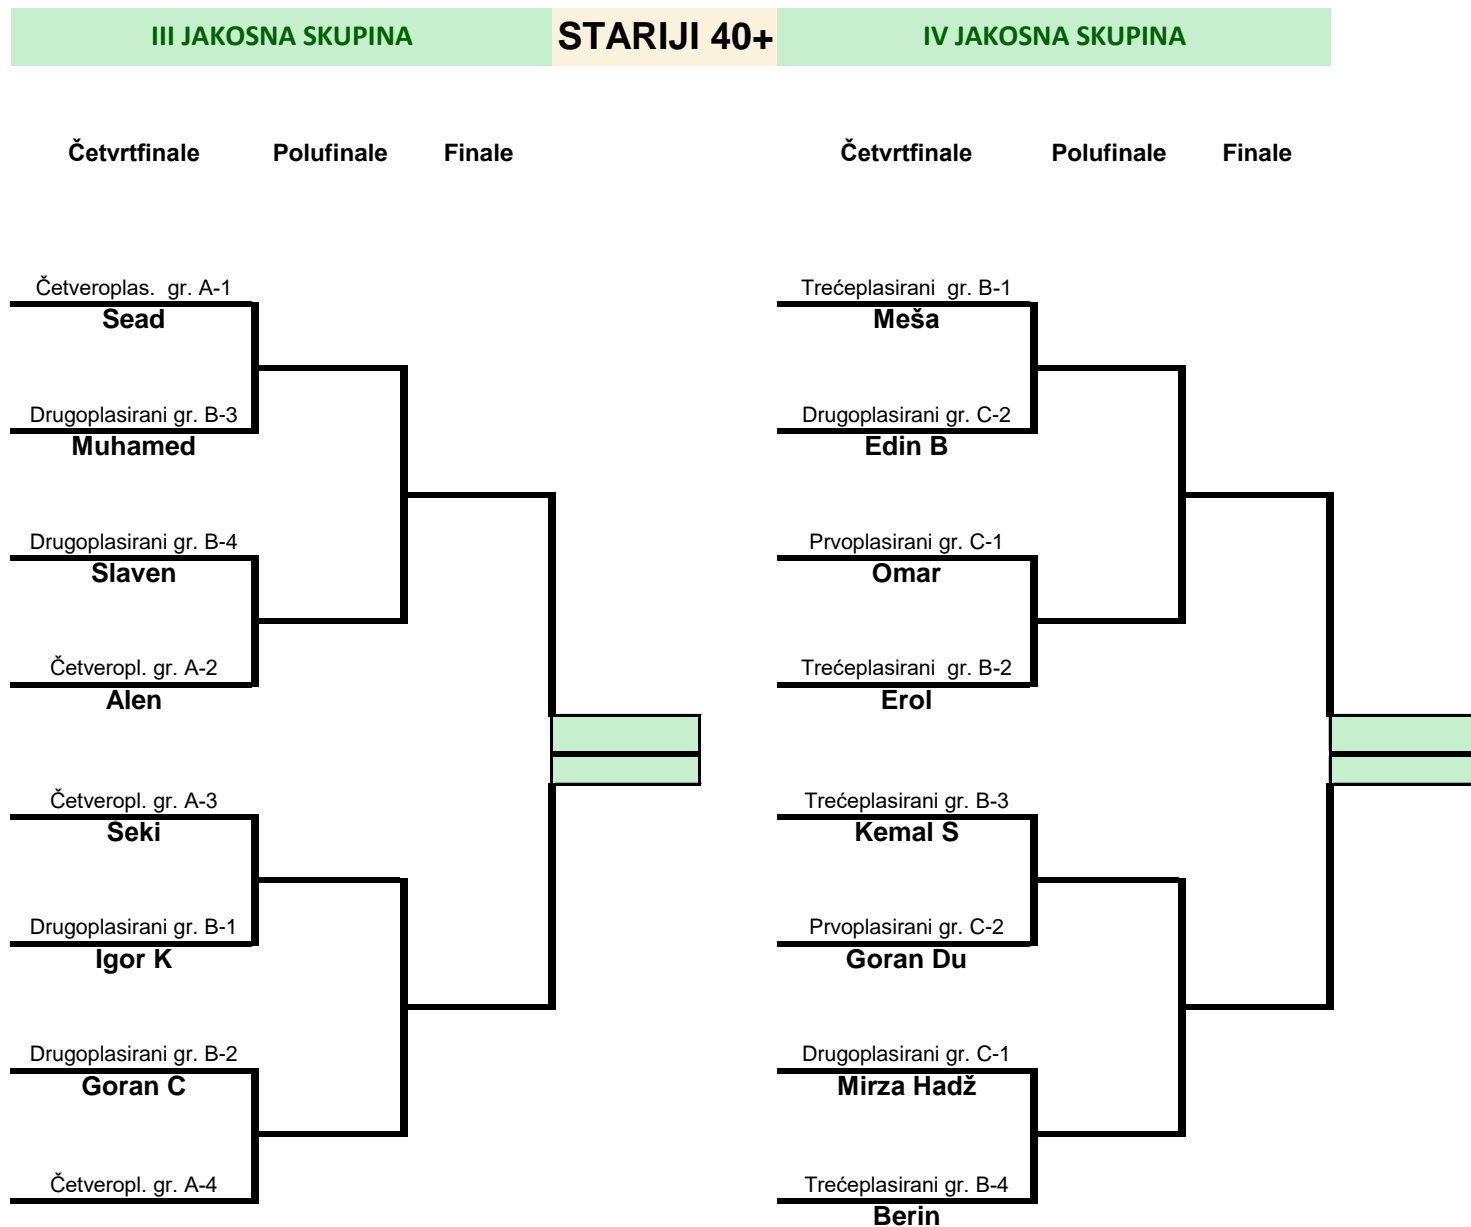 III JAKOSNA SKUPINA STARIJI 40+ IV JAKOSNA SKUPINA
Četvrtfinale Polufinale Finale Četvrtfinale Polufinale Finale
Četveroplas. gr. A-1
Sead
Drugoplasirani gr. B-3
Muhamed
Drugoplasirani gr. B-4
Slaven
Četveropl. gr. A-2
Alen
Četveropl. gr. A-3
Seki
Drugoplasirani gr. B-1
Igor K
Drugoplasirani gr. B-2
Goran C
Četveropl. gr. A-4
Trećeplasirani gr. B-1
Meša
Drugoplasirani gr. C-2
Edin B
Prvoplasirani gr. C-1
Omar
Trećeplasirani gr. B-2
Erol
Trećeplasirani gr. B-3
Kemal S
Prvoplasirani gr. C-2
Goran Du
Drugoplasirani gr. C-1
Mirza Hadž
Trećeplasirani gr. B-4
Berin